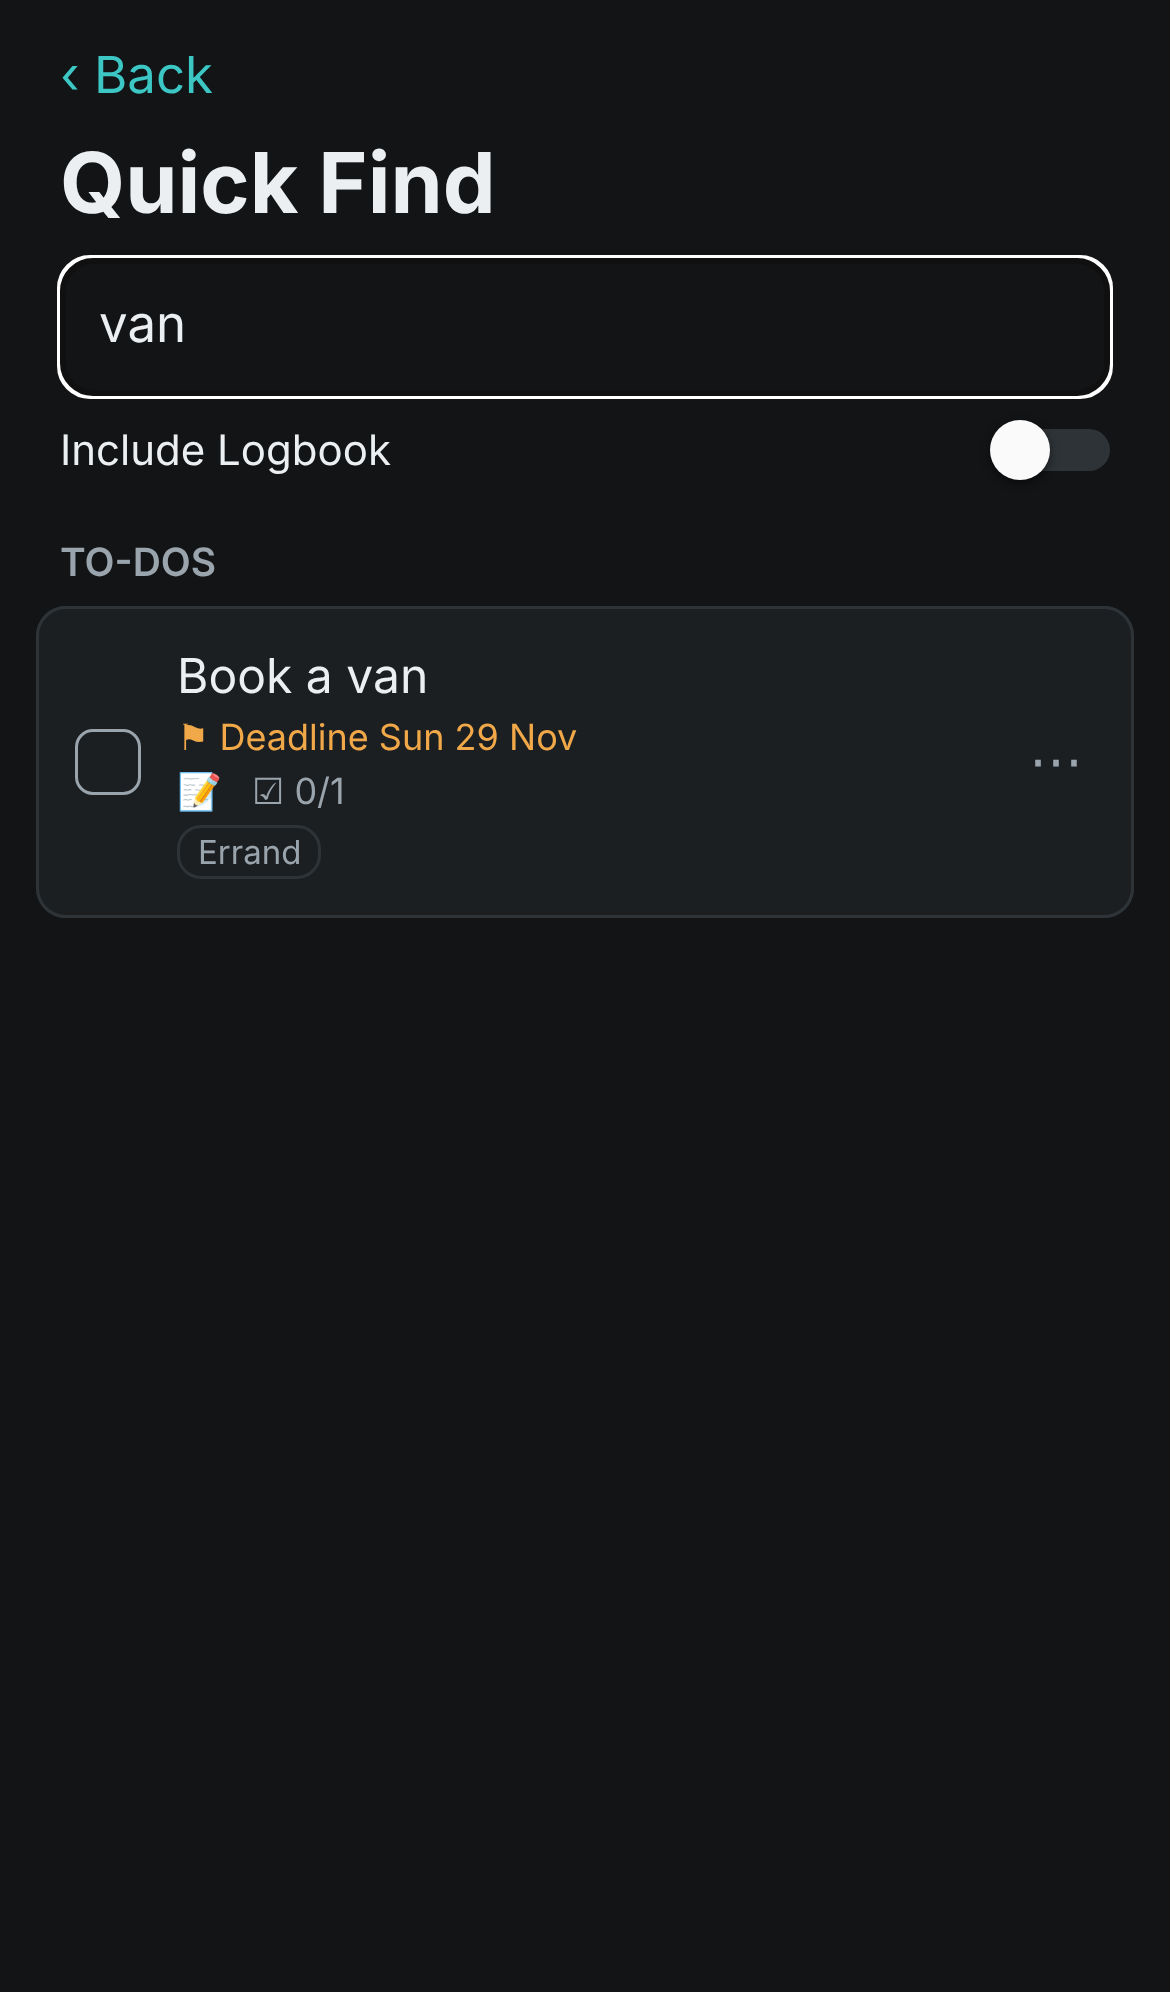 ‹ Back
Quick Find
van
Include Logbook
TO-DOS
Book a van
⚑ Deadline Sun 29 Nov
📝 ☑ 0/1
Errand
⋯